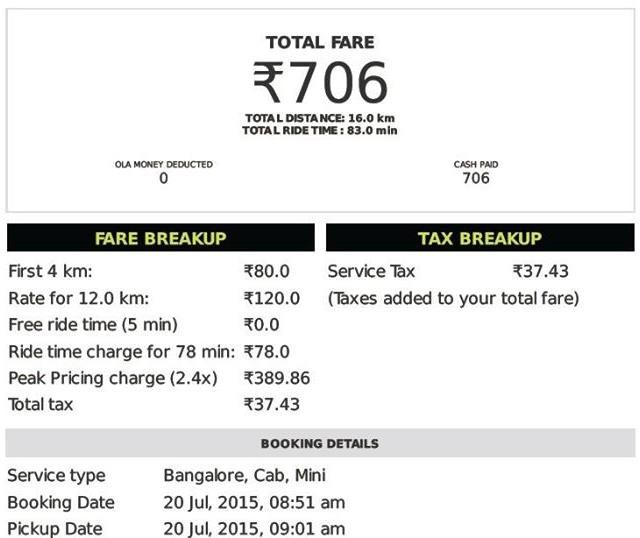 TOTAL FARE
₹706
TOTAL DISTANCE: 16.0 km
TOTAL RIDE TIME : 83.0 min
OLA MONEY DEDUCTED CASH PAID
0 706
FARE BREAKUP TAX BREAKUP
First 4 km: ₹80.0 Service Tax ₹37.43
Rate for 12.0 km: ₹120.0 (Taxes added to your total fare)
Free ride time (5 min) ₹0.0
Ride time charge for 78 min: ₹78.0
Peak Pricing charge (2.4x) ₹389.86
Total tax ₹37.43
BOOKING DETAILS
Service type Bangalore, Cab, Mini
Booking Date 20 Jul, 2015, 08:51 am
Pickup Date 20 Jul, 2015, 09:01 am